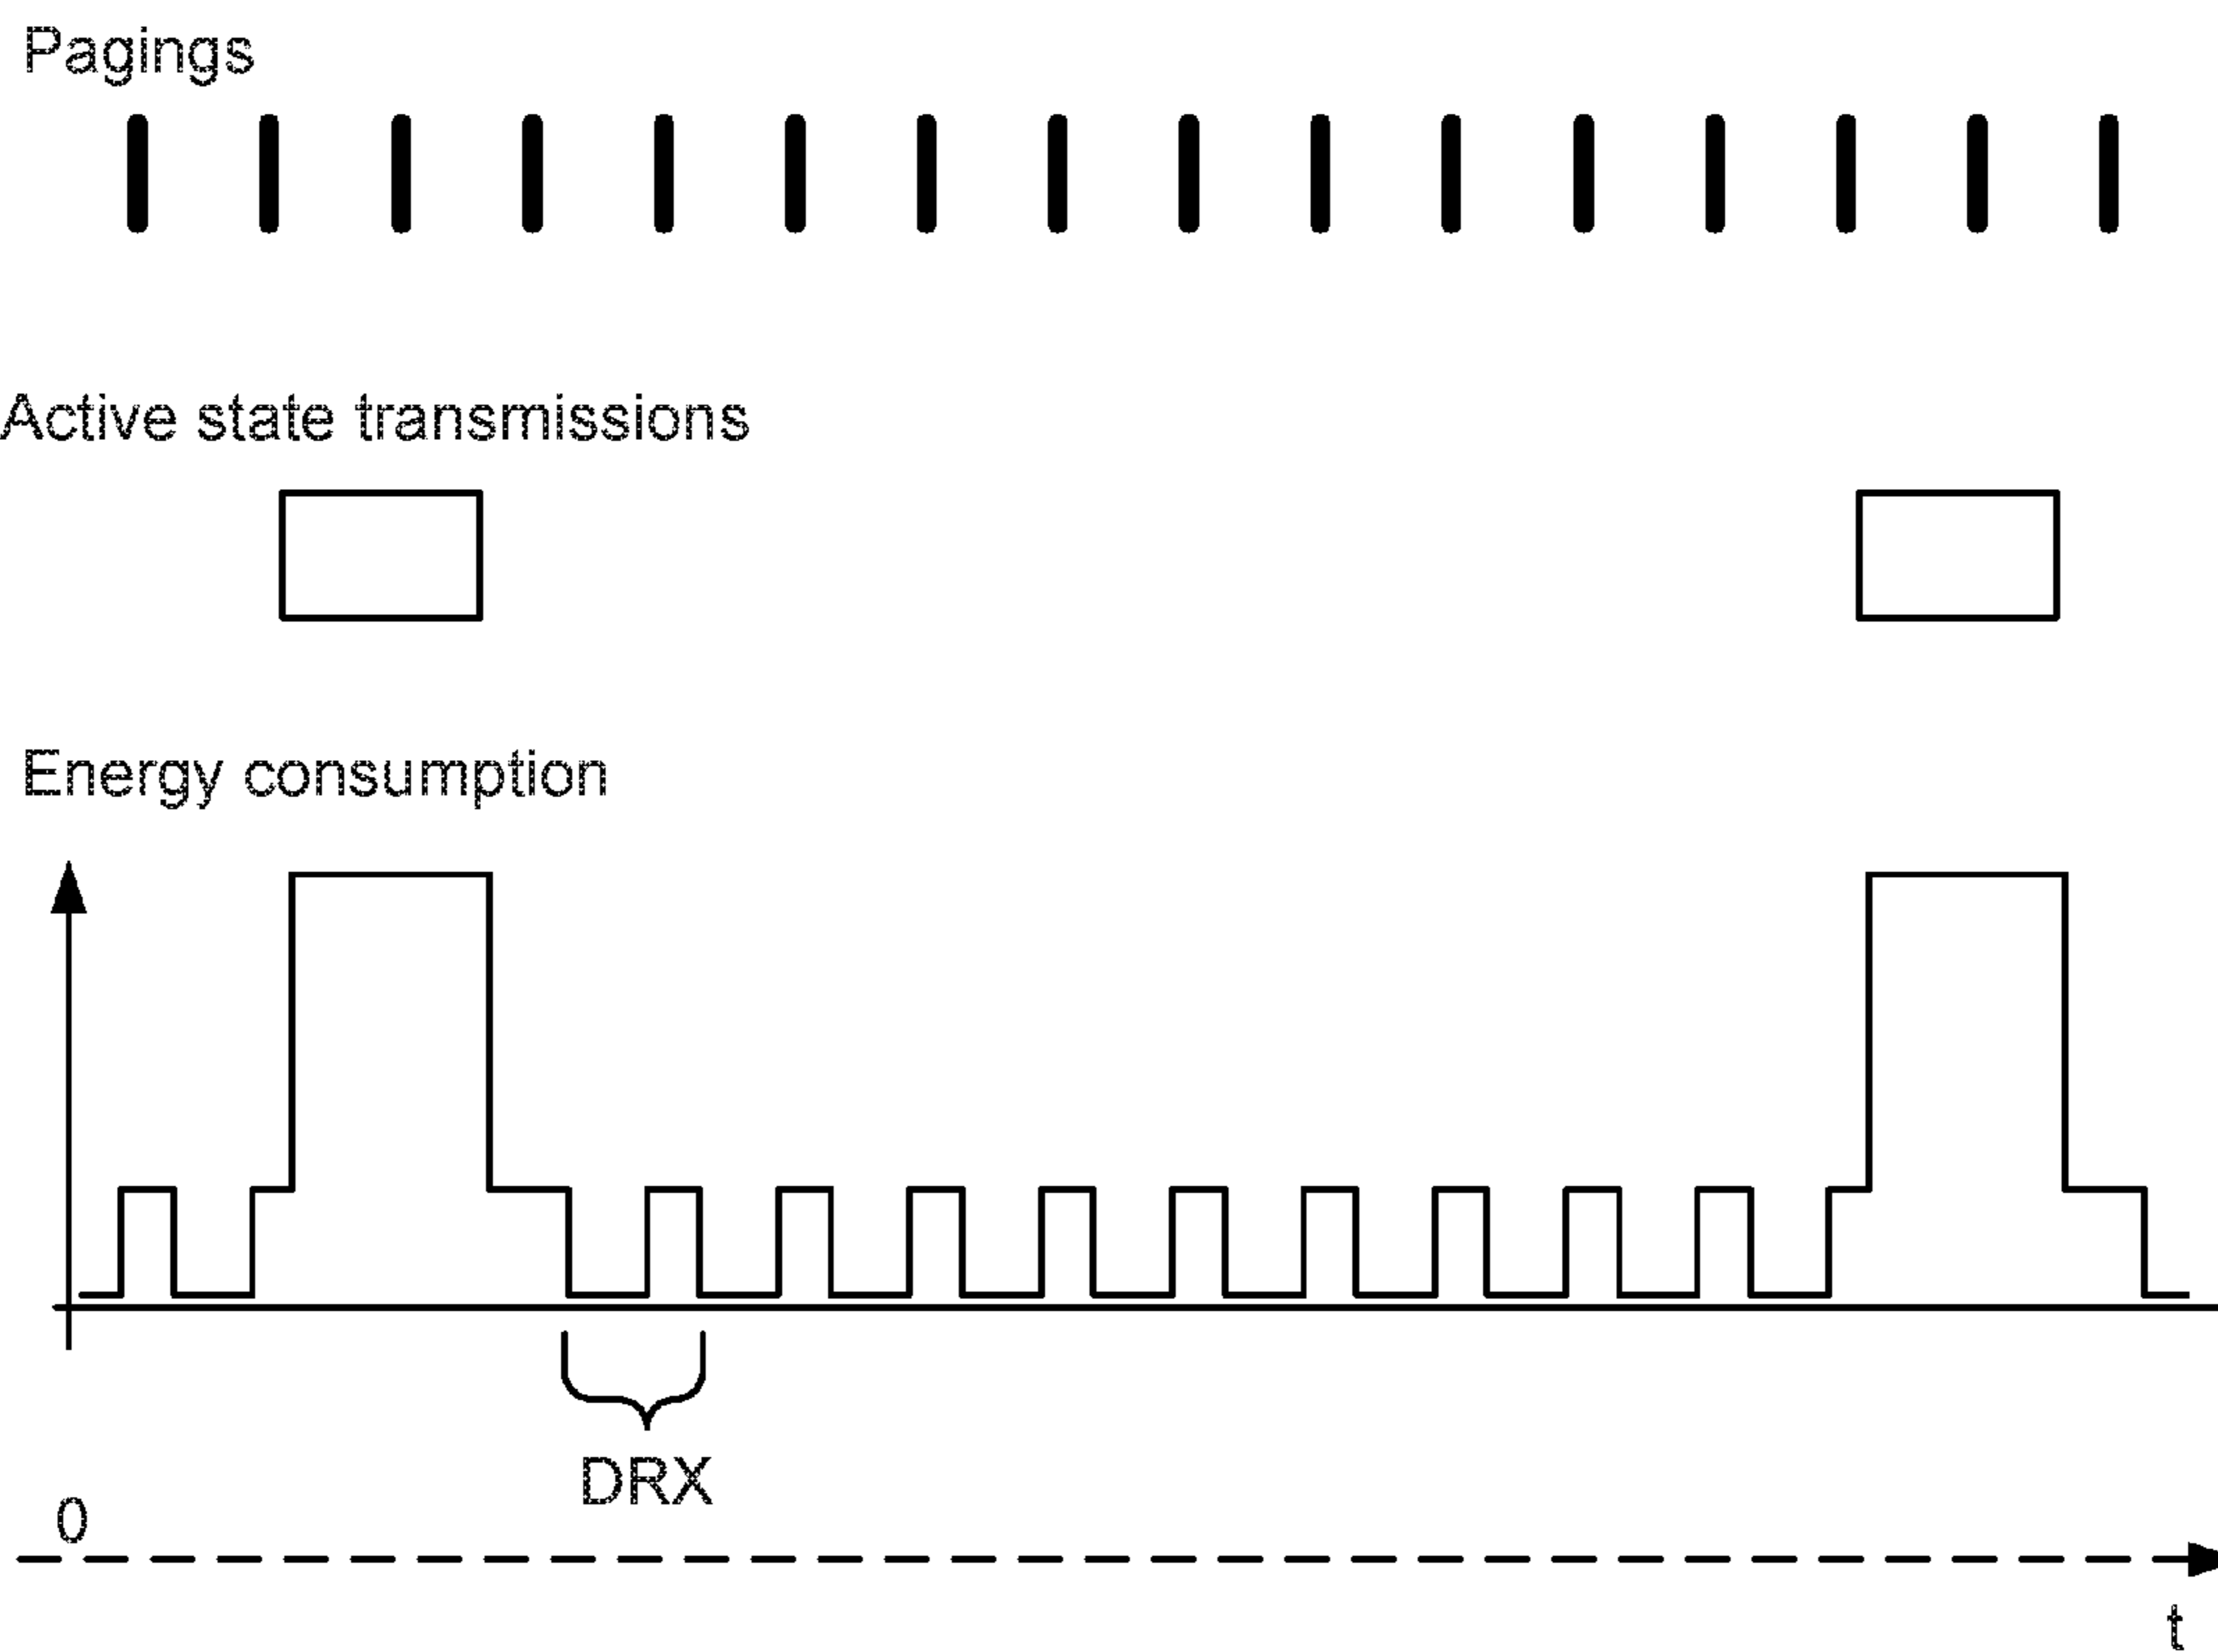 Pagings
Active state transmissions
Energy consumption
DRX
0
t